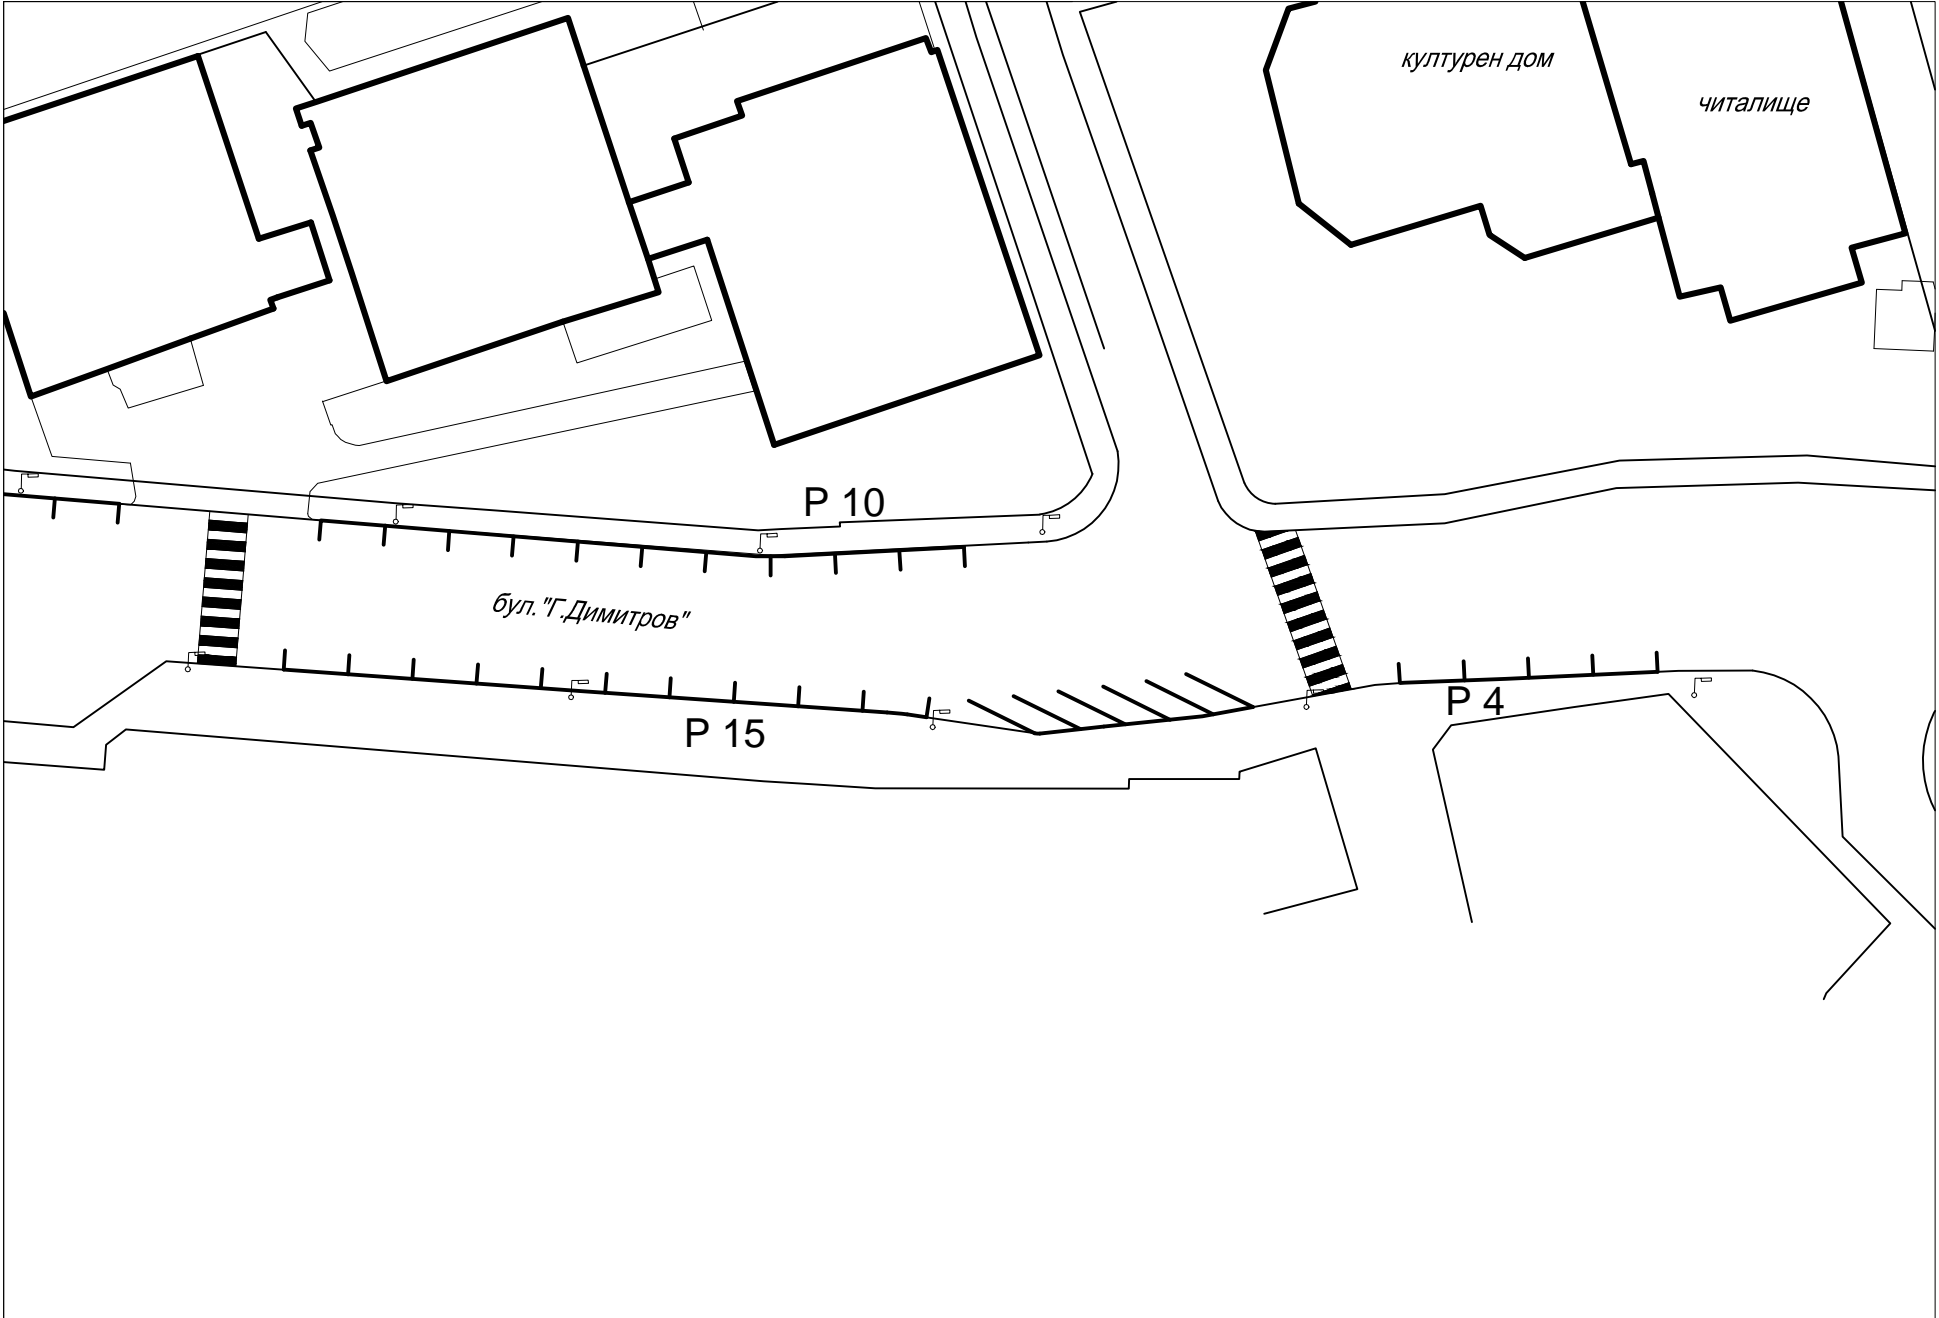 културен дом
читалище
P 10
бул."Г.Димитров"
P 15
P 4